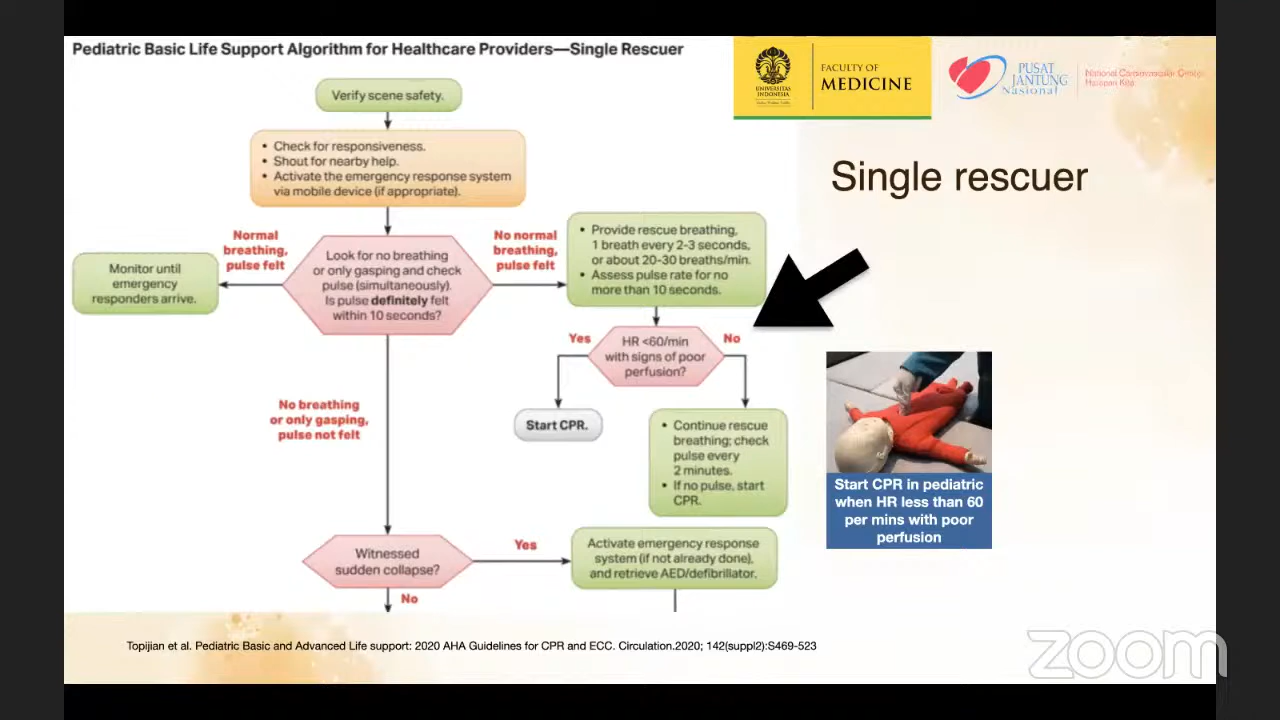 Pediatric Basic Life Support Algorithm for Healthcare Providers—Single Rescuer
UNIVERSITAS
INDONESIA
FACULTY OF
MEDICINE
PUSAT
JANTUNG
Nasional
National Cardiovascular Center
Harapan Kita
Single rescuer
Verify scene safety.
• Check for responsiveness.
• Shout for nearby help.
• Activate the emergency response system
via mobile device (if appropriate).
Normal
breathing,
pulse felt
No normal
breathing,
pulse felt
Monitor until
emergency
responders arrive.
Look for no breathing
or only gasping and check
pulse (simultaneously).
Is pulse definitely felt
within 10 seconds?
• Provide rescue breathing,
1 breath every 2-3 seconds,
or about 20-30 breaths/min.
• Assess pulse rate for no
more than 10 seconds.
Yes
HR <60/min
with signs of poor
perfusion?
No
Start CPR.
• Continue rescue
breathing; check
pulse every
2 minutes.
• If no pulse, start
CPR.
No breathing
or only gasping,
pulse not felt
Start CPR in pediatric
when HR less than 60
per mins with poor
perfusion
Witnessed
sudden collapse?
Yes
Activate emergency response
system (if not already done),
and retrieve AED/defibrillator.
No
Topijian et al. Pediatric Basic and Advanced Life support: 2020 AHA Guidelines for CPR and ECC. Circulation.2020; 142(suppl2):S469-523
zoom